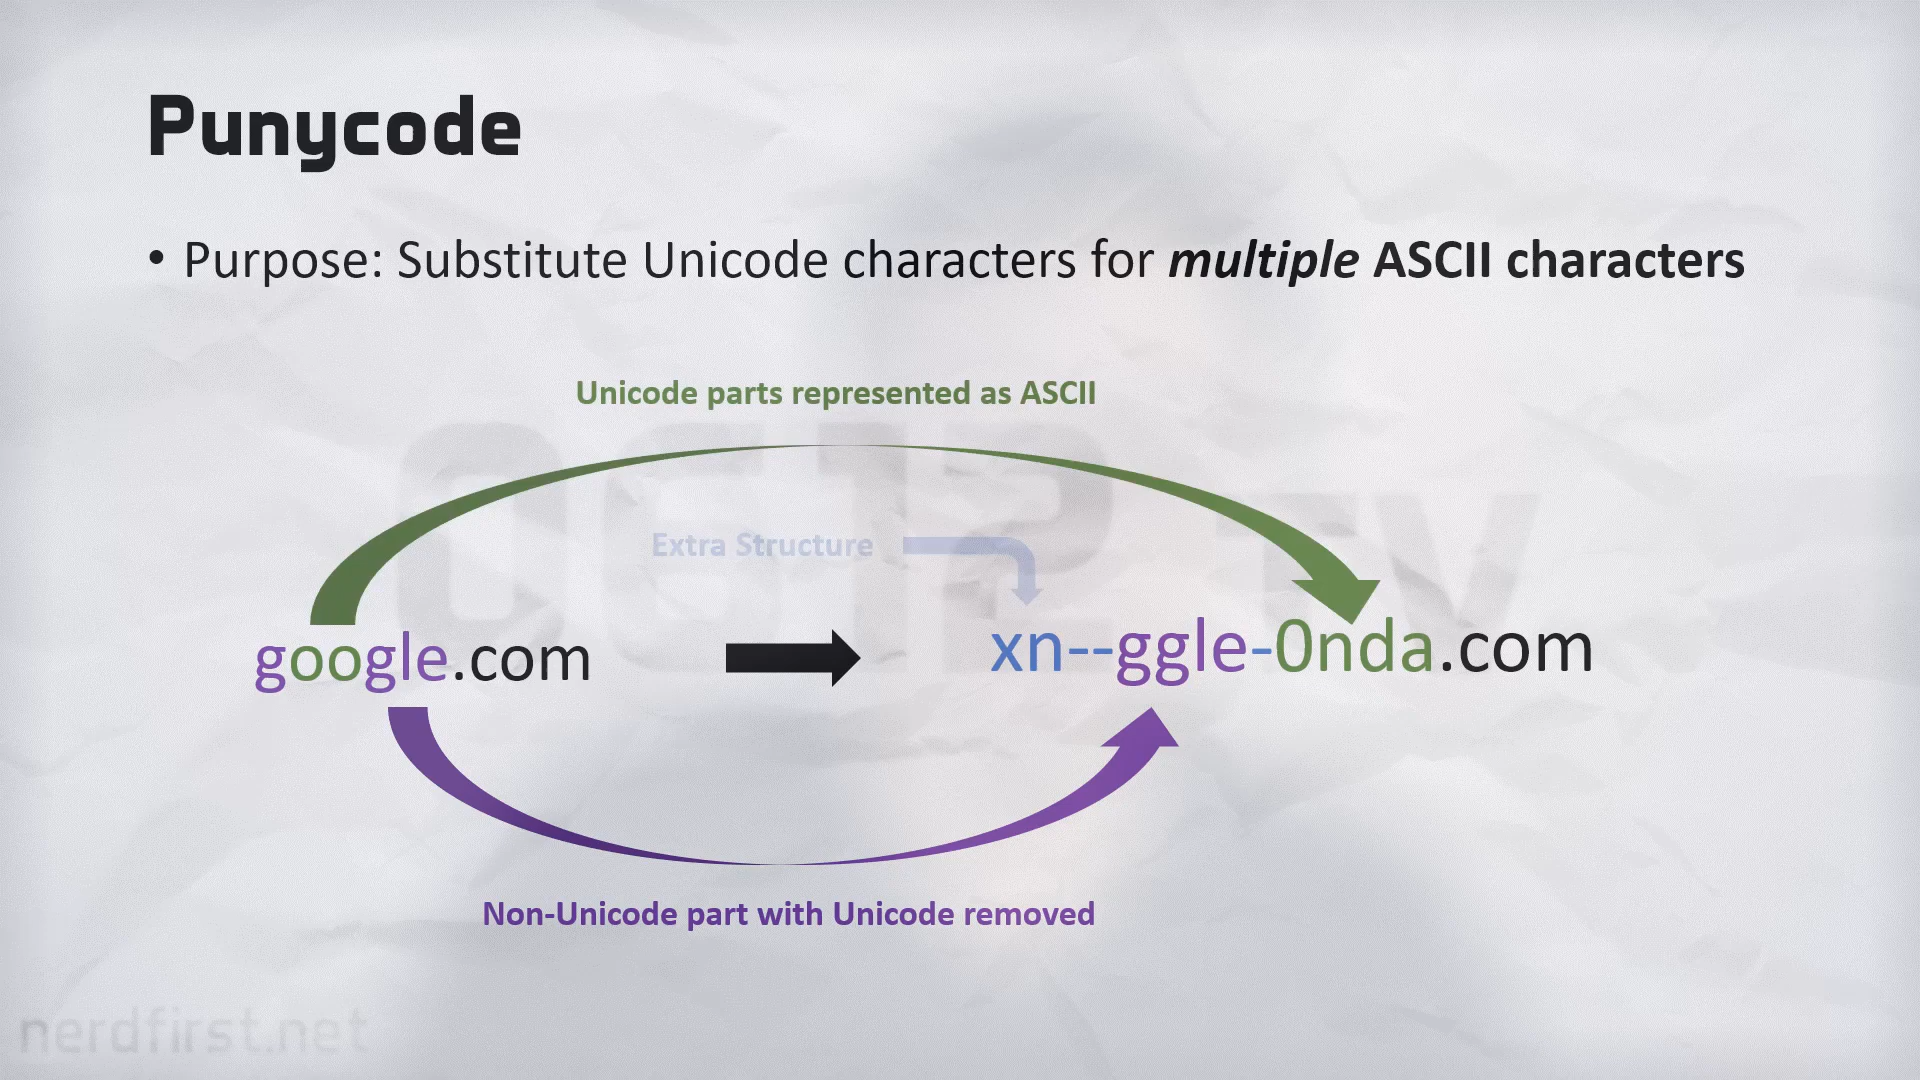 Punycode
• Purpose: Substitute Unicode characters for multiple ASCII characters
Unicode parts represented as ASCII
Extra Structure
google.com
xn--ggle-0nda.com
Non-Unicode part with Unicode removed
nerdfirst.net
TV